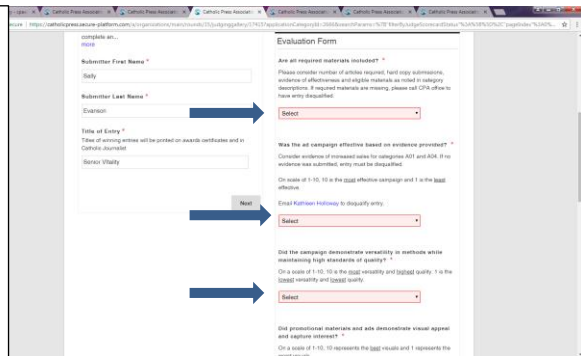 Catholic Press Associati
Catholic Press Associati
Catholic Press Associati
Catholic Press Associati
Catholic Press Associati
complete an...
more
Submitter First Name *
Sally
Submitter Last Name *
Evanson
Title of Entry *
Titles of winning entries will be printed on awards certificates and in
Catholic Journalist
Senior Vitality
Next
Evaluation Form
Are all required materials included? *
Please consider number of articles required, hard copy submissions,
evidence of effectiveness and eligible materials as noted in category
descriptions. If required materials are missing, please call CPA office to
have entry disqualified.
Select
Was the ad campaign effective based on evidence provided? *
Consider evidence of increased sales for categories A01 and A04. If no
evidence was submitted, entry must be disqualified.
On scale of 1-10, 10 is the most effective campaign and 1 is the least
effective.
Email Kathleen Holloway to disqualify entry.
Select
Did the campaign demonstrate versatility in methods while
maintaining high standards of quality? *
On a scale of 1-10, 10 is the most versatility and highest quality. 1 is the
lowest versatility and lowest quality.
Select
Did promotional materials and ads demonstrate visual appeal
and capture interest? *
On a scale of 1-10, 10 represents the best visuals and 1 represents the